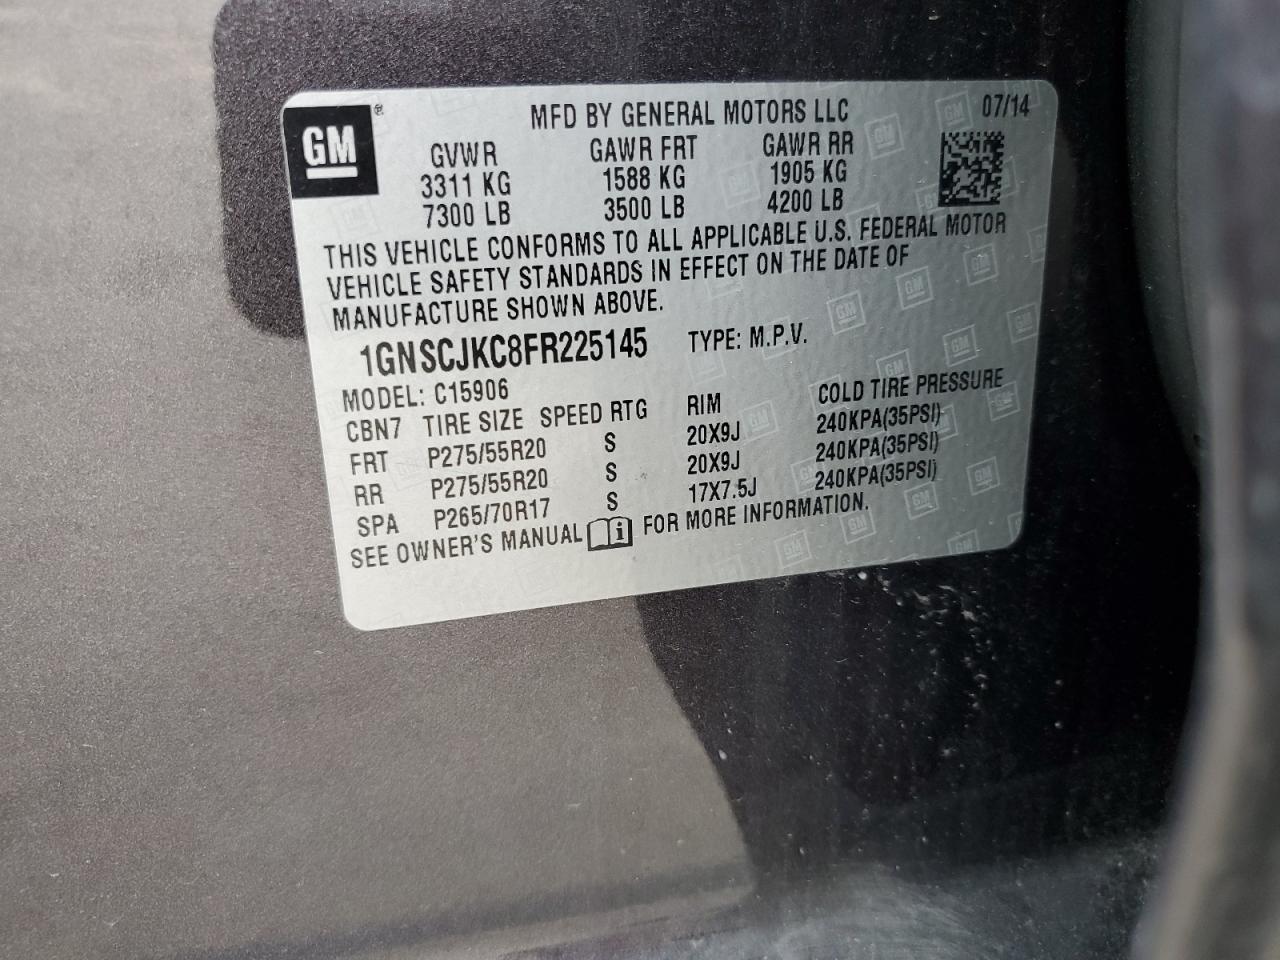 GM®
MFD BY GENERAL MOTORS LLC 07/14
GVWR GAWR FRT GAWR RR
3311 KG 1588 KG 1905 KG
7300 LB 3500 LB 4200 LB
THIS VEHICLE CONFORMS TO ALL APPLICABLE U.S. FEDERAL MOTOR
VEHICLE SAFETY STANDARDS IN EFFECT ON THE DATE OF
MANUFACTURE SHOWN ABOVE.
1GNSCJKC8FR225145 TYPE: M.P.V.
MODEL: C15906
CBN7 TIRE SIZE SPEED RTG RIM COLD TIRE PRESSURE
FRT P275/55R20 S 20X9J 240KPA(35PSI)
RR P275/55R20 S 20X9J 240KPA(35PSI)
SPA P265/70R17 S 17X7.5J 240KPA(35PSI)
SEE OWNER'S MANUAL i FOR MORE INFORMATION.